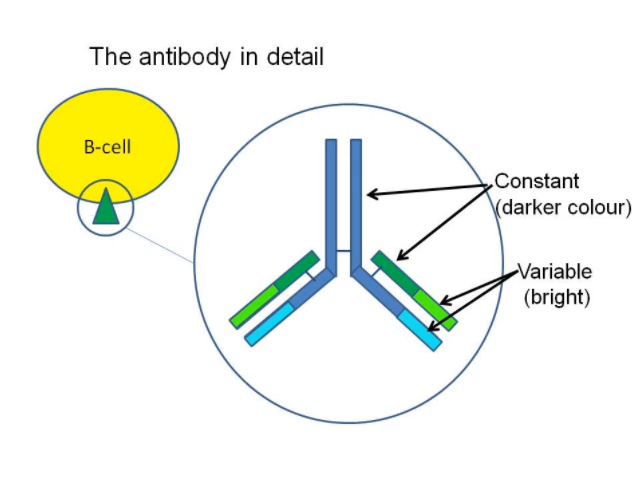 The antibody in detail
B-cell
Constant
(darker colour)
Variable
(bright)